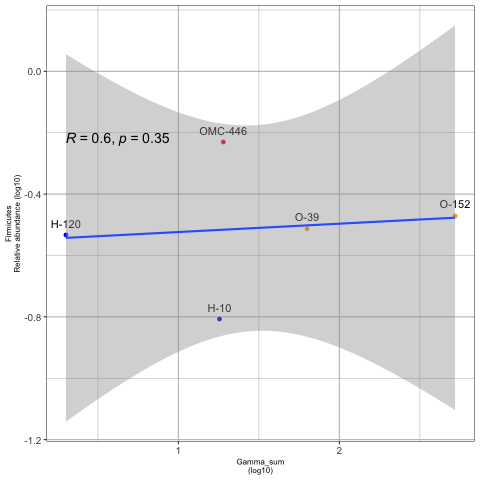 0.0
OMC-446
R = 0.6, p = 0.35
-0.4
O-152
O-39
H-120
Firmicutes
Relative abundance (log10)
H-10
-0.8
-1.2
1
2
Gamma_sum
(log10)